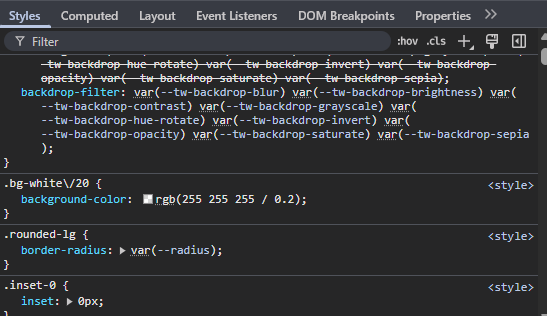 Styles Computed Layout Event Listeners DOM Breakpoints Properties
Filter :hov .cls
--tw-backdrop-hue-rotate) var(--tw-backdrop-invert) var(--tw-backdrop-
opacity) var(--tw-backdrop-saturate) var(--tw-backdrop-sepia);
backdrop-filter: var(--tw-backdrop-blur) var(--tw-backdrop-brightness) var(
--tw-backdrop-contrast) var(--tw-backdrop-grayscale) var(
--tw-backdrop-hue-rotate) var(--tw-backdrop-invert) var(
--tw-backdrop-opacity) var(--tw-backdrop-saturate) var(--tw-backdrop-sepia
);
}
.bg-white\/20 { <style>
background-color: rgb(255 255 255 / 0.2);
}
.rounded-lg { <style>
border-radius: var(--radius);
}
.inset-0 { <style>
inset: 0px;
}